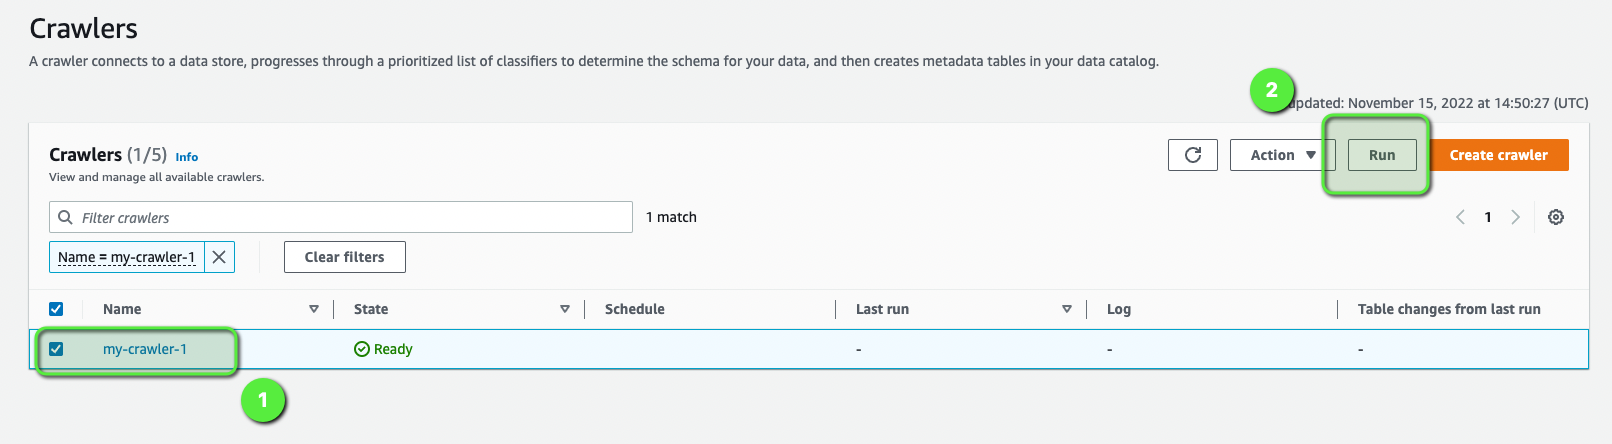 Crawlers
A crawler connects to a data store, progresses through a prioritized list of classifiers to determine the schema for your data, and then creates metadata tables in your data catalog.
2
updated: November 15, 2022 at 14:50:27 (UTC)
Crawlers (1/5) Info
View and manage all available crawlers.
Action Run Create crawler
Filter crawlers 1 match 1
Name = my-crawler-1 Clear filters
Name State Schedule Last run Log Table changes from last run
my-crawler-1 Ready - - -
1